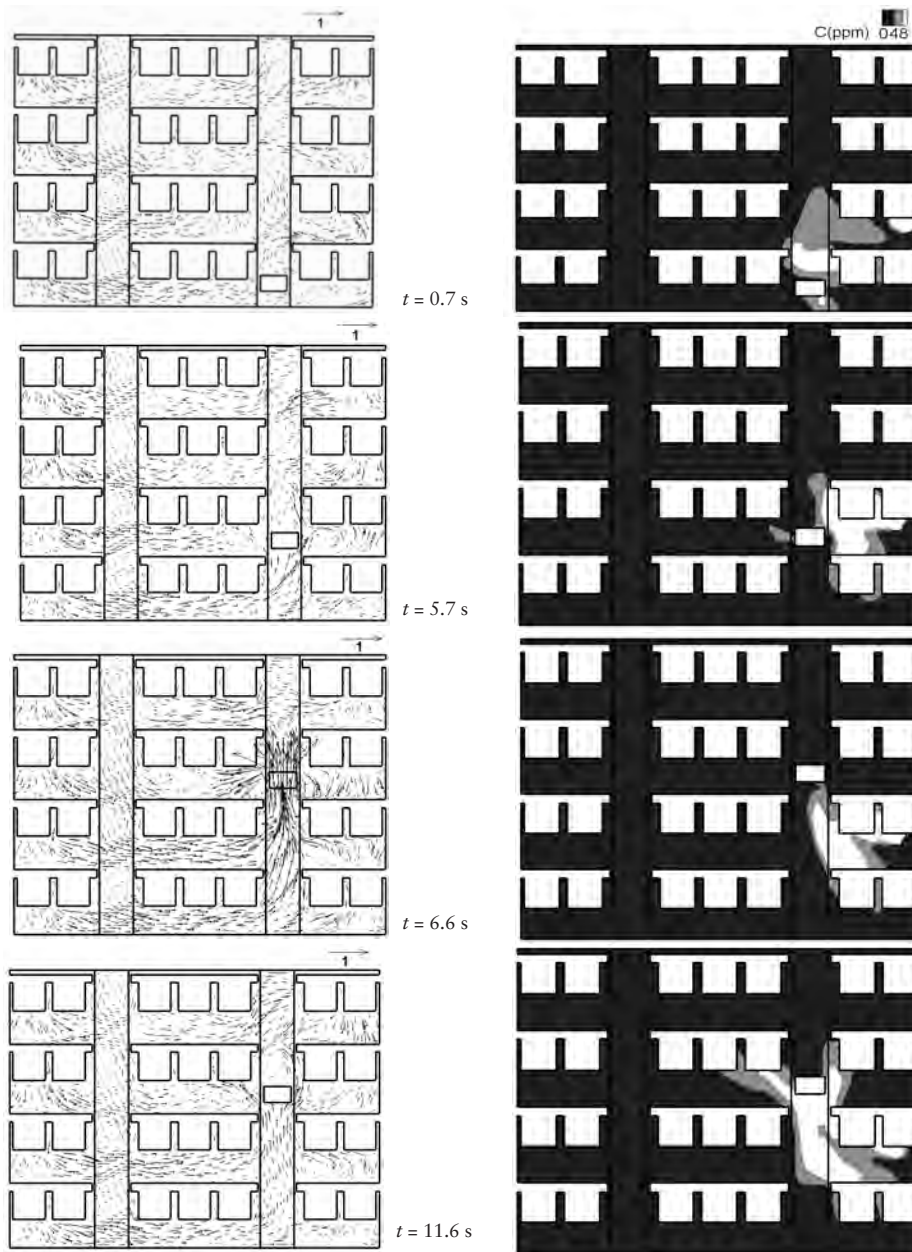 1
C(ppm) 048
t = 0.7 s
1
t = 5.7 s
1
t = 6.6 s
1
t = 11.6 s